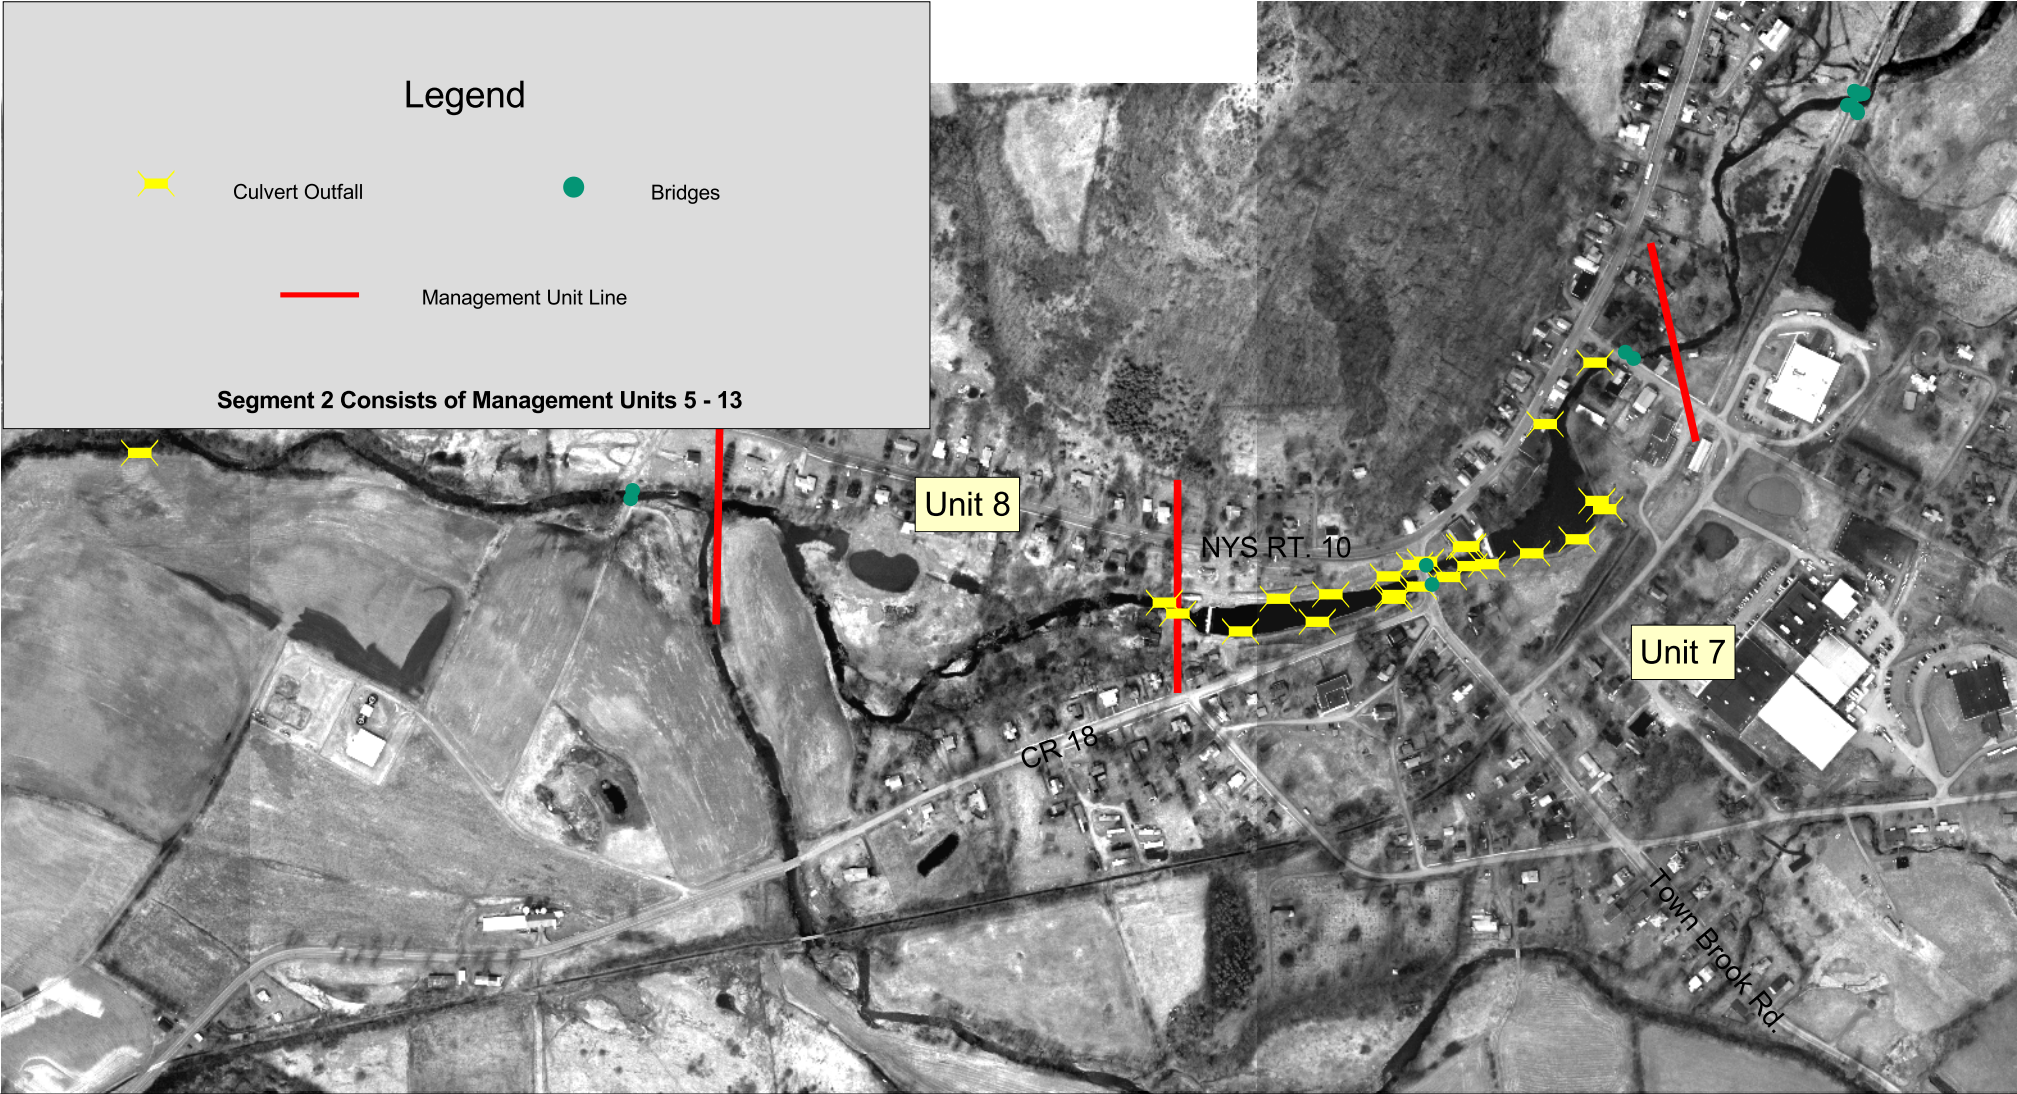 Legend
Culvert Outfall
Bridges
Management Unit Line
Segment 2 Consists of Management Units 5 - 13
Unit 8
NYS RT. 10
Unit 7
CR 18
Town Brook Rd.